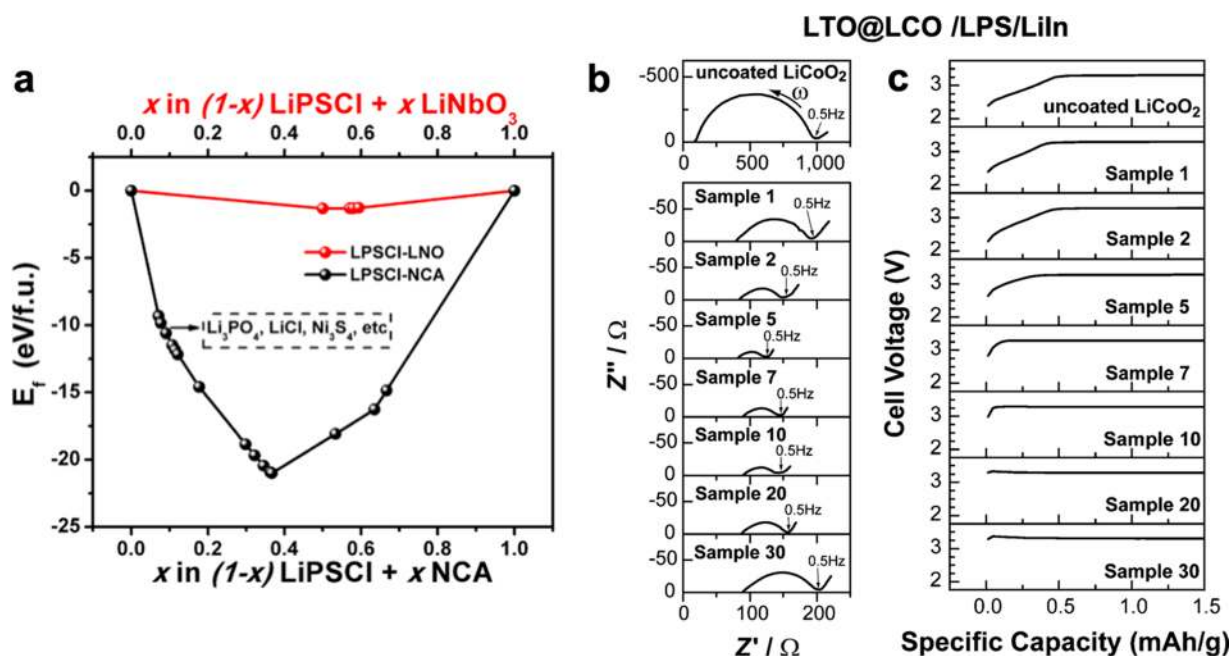 LTO@LCO /LPS/LiIn
a
x in (1-x) LiPSCl + x LiNbO₃
0.0 0.2 0.4 0.6 0.8 1.0
E_f (eV/f.u.)
0
-5
-10
-15
-20
-25
LPSCl-LNO
LPSCl-NCA
Li₃PO₄, LiCl, Ni₃S₄, etc
0.0 0.2 0.4 0.6 0.8 1.0
x in (1-x) LiPSCl + x NCA
b
Z'' / Ω
-500
0
uncoated LiCoO₂
ω
0.5Hz
0 500 1,000
Sample 1
-50
0
0.5Hz
Sample 2
-50
0
0.5Hz
Sample 5
-50
0
0.5Hz
Sample 7
-50
0
0.5Hz
Sample 10
-50
0
0.5Hz
Sample 20
-50
0
0.5Hz
Sample 30
-50
0
0.5Hz
0 50 100 150 200
Z' / Ω
c
Cell Voltage (V)
3
2
uncoated LiCoO₂
3
2
Sample 1
3
2
Sample 2
3
2
Sample 5
3
2
Sample 7
3
2
Sample 10
3
2
Sample 20
3
2
Sample 30
0.0 0.5 1.0 1.5
Specific Capacity (mAh/g)